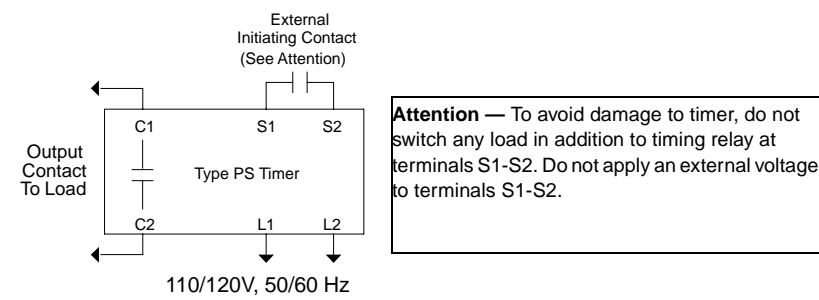 External
Initiating Contact
(See Attention)
C1
S1
S2
Output
Contact
To Load
Type PS Timer
C2
L1
L2
110/120V, 50/60 Hz
Attention — To avoid damage to timer, do not
switch any load in addition to timing relay at
terminals S1-S2. Do not apply an external voltage
to terminals S1-S2.